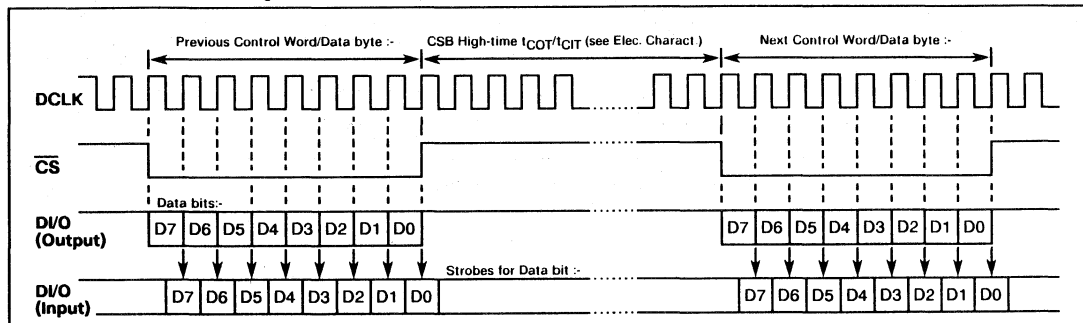 Previous Control Word/Data byte :-
CSB High-time tCOT/tCIT (see Elec. Charact.)
Next Control Word/Data byte :-
DCLK
CS
Data bits:-
DI/O
(Output)
D7 D6 D5 D4 D3 D2 D1 D0
D7 D6 D5 D4 D3 D2 D1 D0
Strobes for Data bit :-
DI/O
(Input)
D7 D6 D5 D4 D3 D2 D1 D0
D7 D6 D5 D4 D3 D2 D1 D0